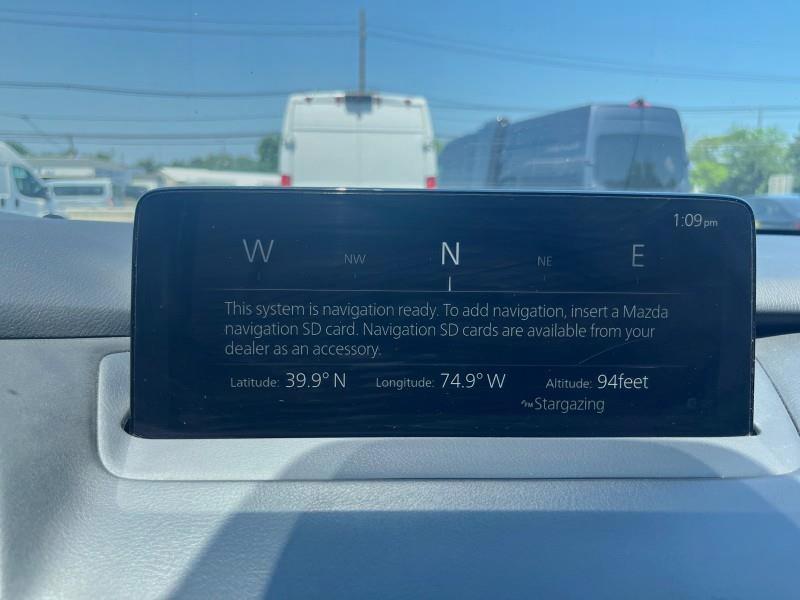 1:09pm
W NW N NE E
This system is navigation ready. To add navigation, insert a Mazda
navigation SD card. Navigation SD cards are available from your
dealer as an accessory.
Latitude: 39.9° N Longitude: 74.9° W Altitude: 94feet
Stargazing